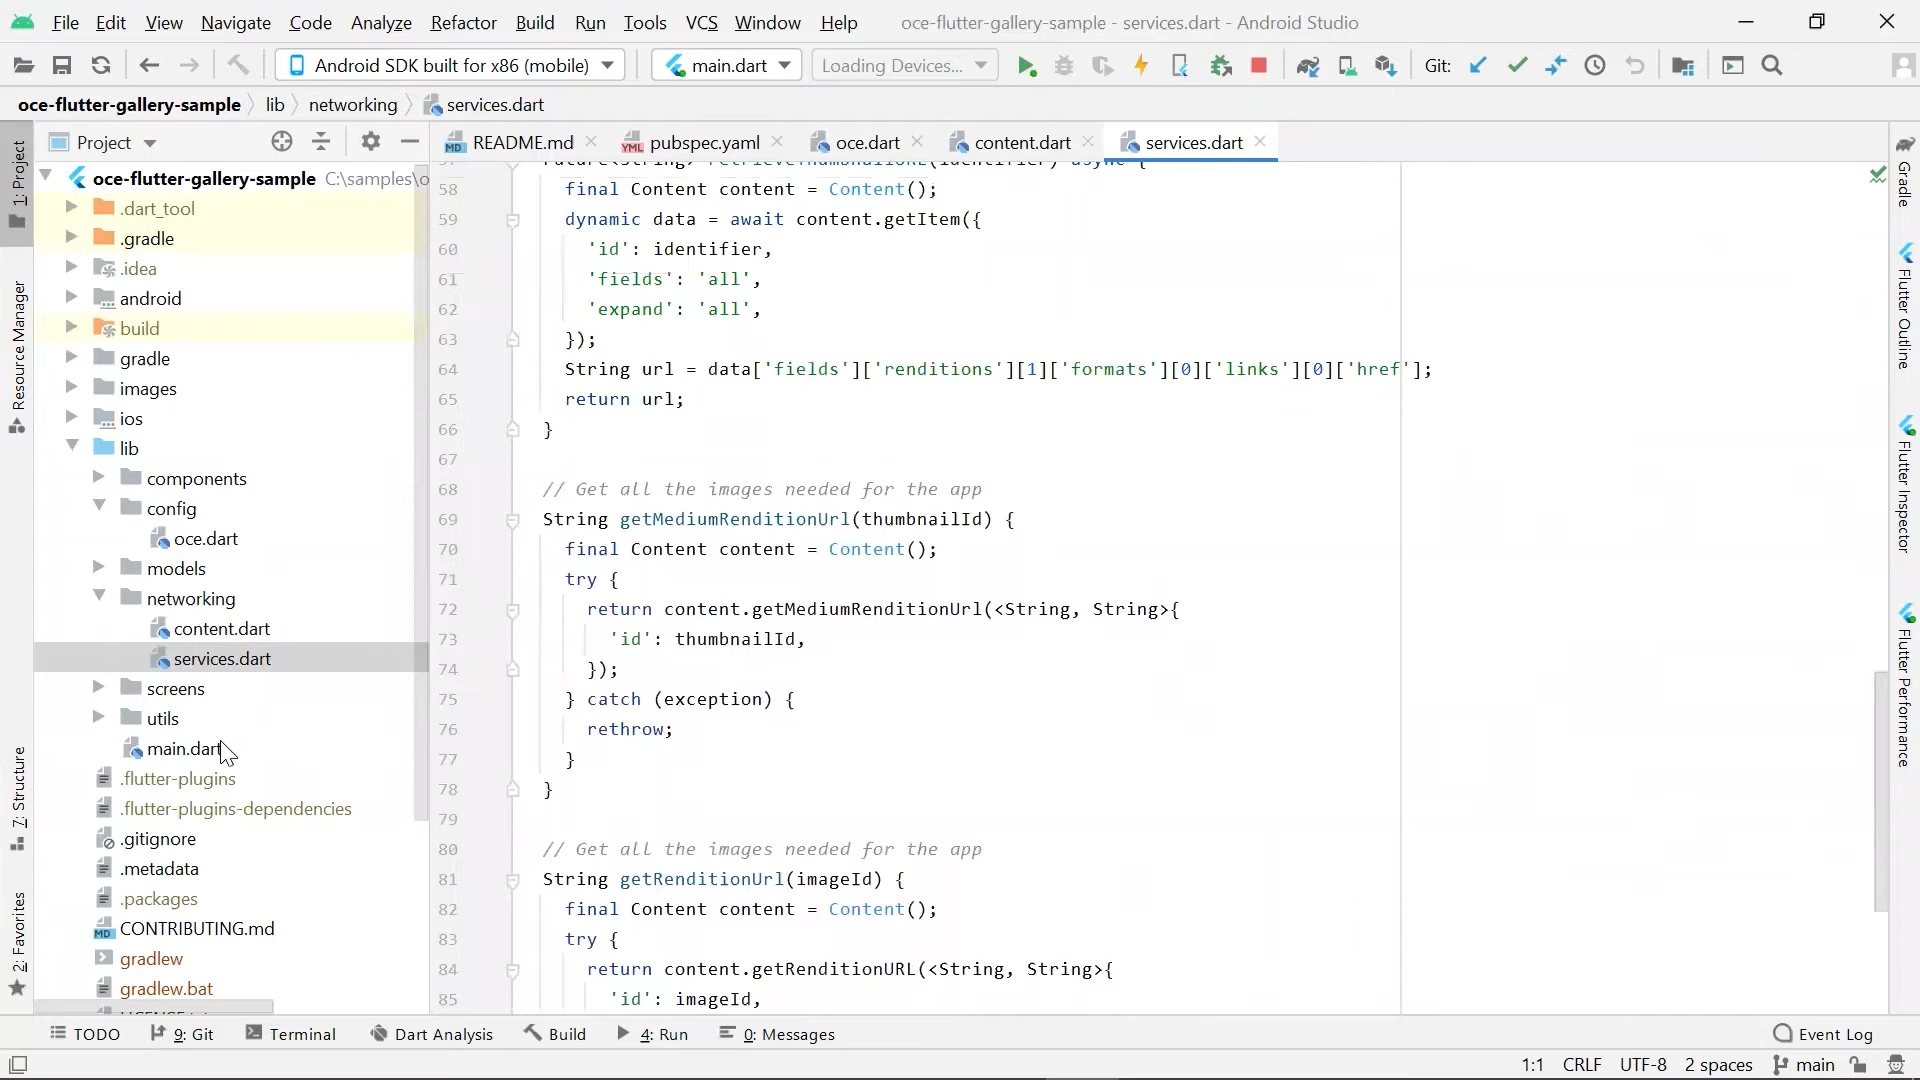 File Edit View Navigate Code Analyze Refactor Build Run Tools VCS Window Help oce-flutter-gallery-sample - services.dart - Android Studio
Android SDK built for x86 (mobile) main.dart Loading Devices... Git:
oce-flutter-gallery-sample lib networking services.dart
Project README.md pubspec.yaml oce.dart content.dart services.dart
1: Project
Resource Manager
7: Structure
2: Favorites
oce-flutter-gallery-sample C:\samples\o
.dart_tool
.gradle
.idea
android
build
gradle
images
ios
lib
components
config
oce.dart
models
networking
content.dart
services.dart
screens
utils
main.dart
.flutter-plugins
.flutter-plugins-dependencies
.gitignore
.metadata
.packages
CONTRIBUTING.md
gradlew
gradlew.bat
58 final Content content = Content();
59 dynamic data = await content.getItem({
60 'id': identifier,
61 'fields': 'all',
62 'expand': 'all',
63 });
64 String url = data['fields']['renditions'][1]['formats'][0]['links'][0]['href'];
65 return url;
66 }
67
68 // Get all the images needed for the app
69 String getMediumRenditionUrl(thumbnailId) {
70 final Content content = Content();
71 try {
72 return content.getMediumRenditionUrl(<String, String>{
73 'id': thumbnailId,
74 });
75 } catch (exception) {
76 rethrow;
77 }
78 }
79
80 // Get all the images needed for the app
81 String getRenditionUrl(imageId) {
82 final Content content = Content();
83 try {
84 return content.getRenditionURL(<String, String>{
85 'id': imageId,
Gradle
Flutter Outline
Flutter Inspector
Flutter Performance
TODO 9: Git Terminal Dart Analysis Build 4: Run 0: Messages Event Log
1:1 CRLF UTF-8 2 spaces main